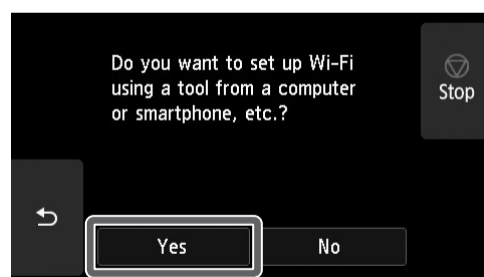 Do you want to set up Wi-Fi
using a tool from a computer
or smartphone, etc.?
Stop
Yes
No